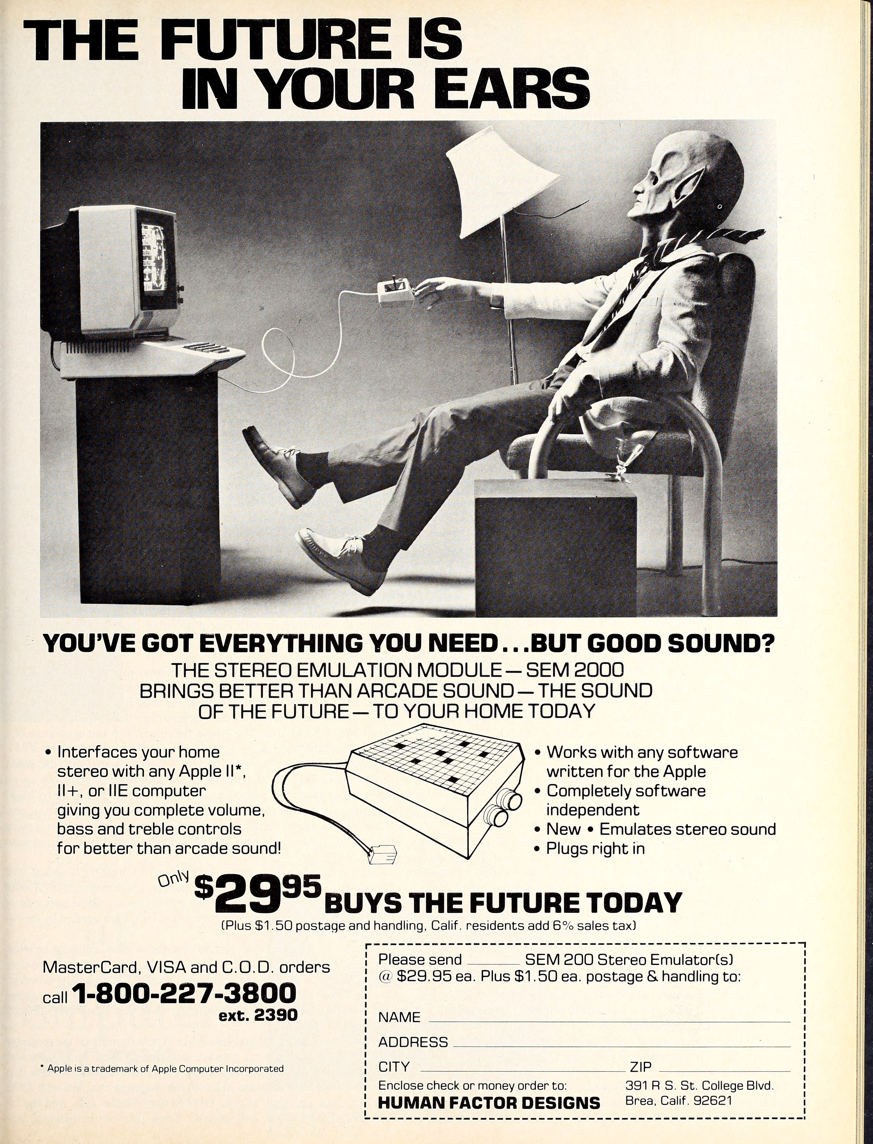 THE FUTURE IS
IN YOUR EARS
YOU'VE GOT EVERYTHING YOU NEED...BUT GOOD SOUND?
THE STEREO EMULATION MODULE — SEM 2000
BRINGS BETTER THAN ARCADE SOUND — THE SOUND
OF THE FUTURE — TO YOUR HOME TODAY
• Interfaces your home
stereo with any Apple II*,
II+, or IIE computer
giving you complete volume,
bass and treble controls
for better than arcade sound!
• Works with any software
written for the Apple
• Completely software
independent
• New • Emulates stereo sound
• Plugs right in
Only $2995 BUYS THE FUTURE TODAY
(Plus $1.50 postage and handling, Calif. residents add 6% sales tax)
MasterCard, VISA and C.O.D. orders
call 1-800-227-3800
ext. 2390
* Apple is a trademark of Apple Computer Incorporated
Please send ______ SEM 200 Stereo Emulator(s)
@ $29.95 ea. Plus $1.50 ea. postage & handling to:
NAME
ADDRESS
CITY ZIP
Enclose check or money order to:
HUMAN FACTOR DESIGNS
391 R S. St. College Blvd.
Brea, Calif. 92621